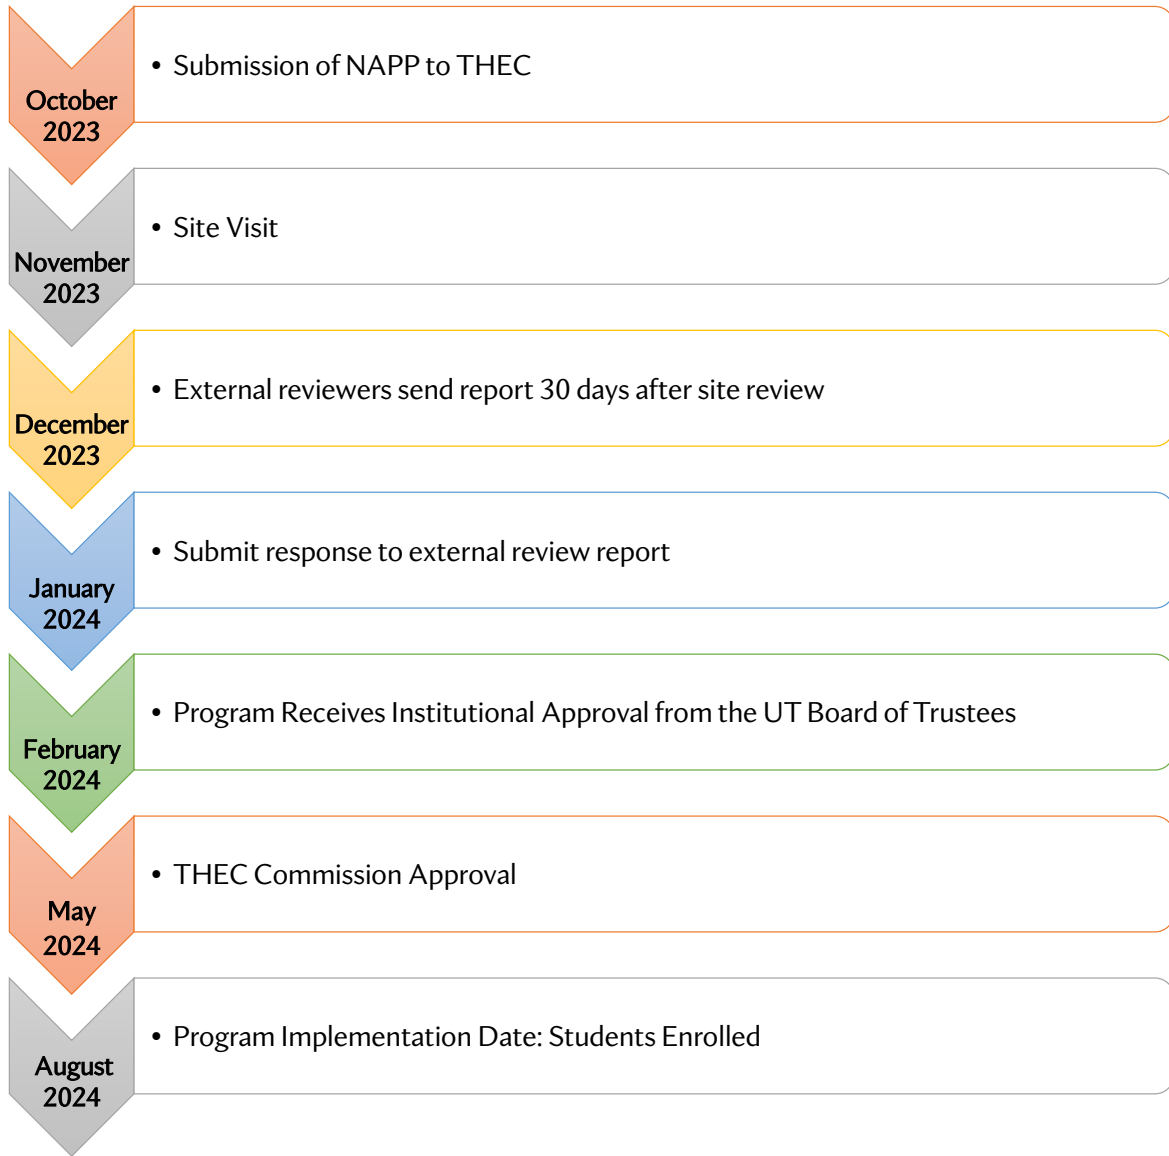 October
2023
• Submission of NAPP to THEC
November
2023
• Site Visit
December
2023
• External reviewers send report 30 days after site review
January
2024
• Submit response to external review report
February
2024
• Program Receives Institutional Approval from the UT Board of Trustees
May
2024
• THEC Commission Approval
August
2024
• Program Implementation Date: Students Enrolled